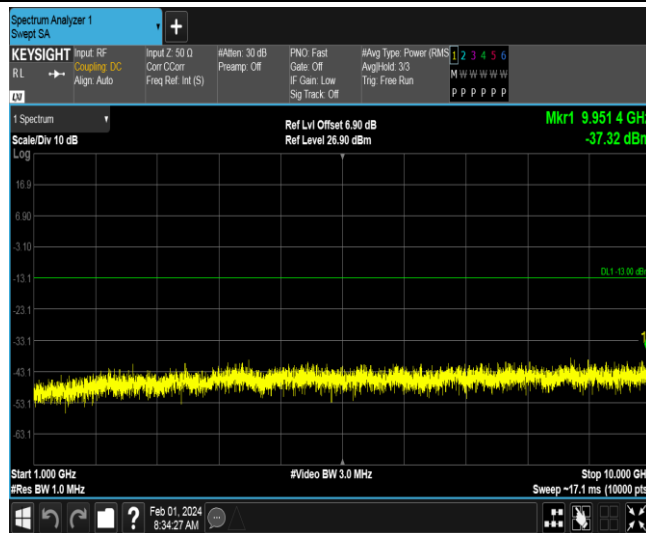 Spectrum Analyzer 1
Swept SA
+
KEYSIGHT Input: RF Input Z: 50 Ω #Atten: 30 dB PNO: Fast #Avg Type: Power (RMS 1 2 3 4 5 6
RL Coupling: DC Corr CCorr Preamp: Off Gate: Off Avg|Hold: 3/3 M W W W W W
Align: Auto Freq Ref: Int (S) IF Gain: Low Trig: Free Run
Sig Track: Off P P P P P P
LXI
1 Spectrum Ref Lvl Offset 6.90 dB Mkr1 9.951 4 GH
Scale/Div 10 dB Ref Level 26.90 dBm -37.32 dBm
Log
16.9
6.90
-3.10
-13.1 DL1 -13.00 dBm
-23.1
-33.1 1
-43.1
-53.1
-63.1
Start 1.000 GHz #Video BW 3.0 MHz Stop 10.000 GH
#Res BW 1.0 MHz Sweep ~17.1 ms (10000 pts
Feb 01, 2024
8:34:27 AM